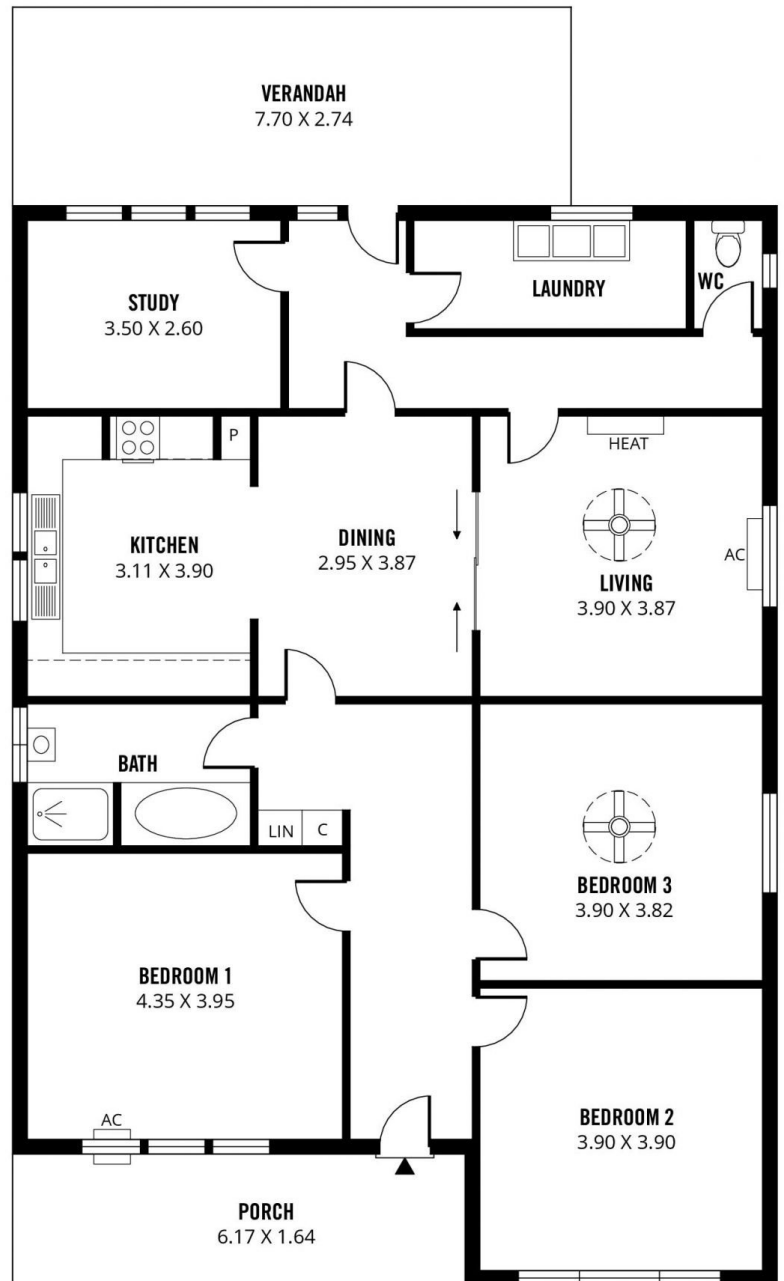 VERANDAH
7.70 X 2.74
STUDY
3.50 X 2.60
LAUNDRY
WC
P
HEAT
KITCHEN
3.11 X 3.90
DINING
2.95 X 3.87
AC
LIVING
3.90 X 3.87
BATH
LIN
C
BEDROOM 3
3.90 X 3.82
BEDROOM 1
4.35 X 3.95
AC
BEDROOM 2
3.90 X 3.90
PORCH
6.17 X 1.64